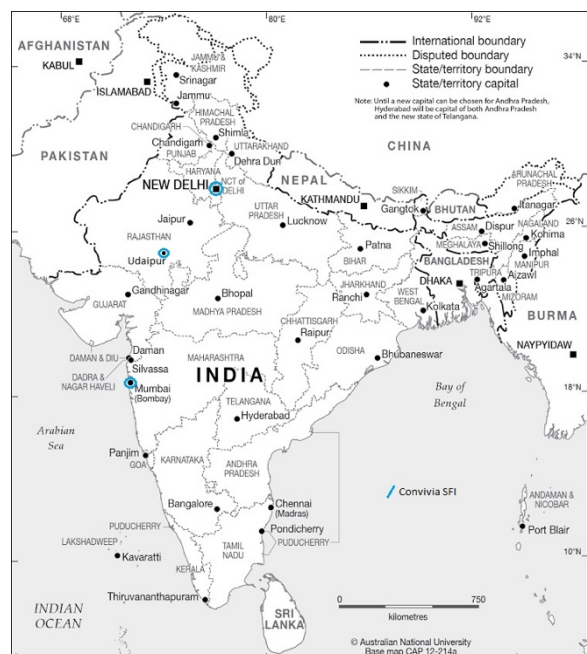 68°E
80°E
92°E
AFGHANISTAN
KABUL
ISLAMABAD
JAMMU &
KASHMIR
Srinagar
Jammu
International boundary
Disputed boundary
State/territory boundary
State/territory capital
34°N
Note: Until a new capital can be chosen for Andhra Pradesh,
Hyderabad will be capital of both Andhra Pradesh
and the new state of Telangana.
HIMACHAL
PRADESH
CHANDIGARH
Shimla
Chandigarh
PUNJAB
UTTARAKHAND
Dehra Dun
PAKISTAN
CHINA
HARYANA
NEW DELHI
NCT of
DELHI
NEPAL
KATHMANDU
SIKKIM
Gangtok
BHUTAN
ARUNACHAL
PRADESH
Itanagar
26°N
UTTAR
PRADESH
Lucknow
Jaipur
RAJASTHAN
Udaipur
ASSAM
Dispur
NAGALAND
Kohima
MEGHALAYA
Shillong
Imphal
MANIPUR
Patna
BIHAR
BANGLADESH
DHAKA
TRIPURA
Agartala
Aizawl
MIZORAM
Gandhinagar
GUJARAT
Bhopal
MADHYA PRADESH
JHARKHAND
Ranchi
WEST
BENGAL
Kolkata
BURMA
NAYPYIDAW
CHHATTISGARH
Raipur
ODISHA
Bhubaneswar
DAMAN & DIU
Daman
Silvassa
DADRA &
NAGAR HAVELI
Mumbai
(Bombay)
MAHARASHTRA
INDIA
Bay of
Bengal
18°N
Arabian
Sea
TELANGANA
Hyderabad
Panjim
GOA
KARNATAKA
ANDHRA
PRADESH
Convivia SFI
ANDAMAN &
NICOBAR
Port Blair
Bangalore
Chennai
(Madras)
PUDUCHERRY
Pondicherry
PUDUCHERRY
LAKSHADWEEP
Kavaratti
TAMIL
NADU
KERALA
10°N
Thiruvananthapuram
INDIAN
OCEAN
SRI
LANKA
0
750
kilometres
© Australian National University
Base map CAP 12-214a